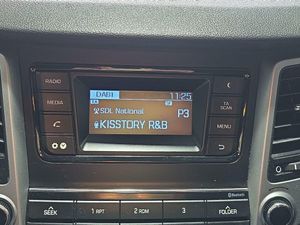 RADIO
MEDIA
DAB1
11:25
SDL National
P3
KISSTORY R&B
TA
SCAN
MENU
Bluetooth
SEEK
1 RPT
2 RDM
3
FOLDER